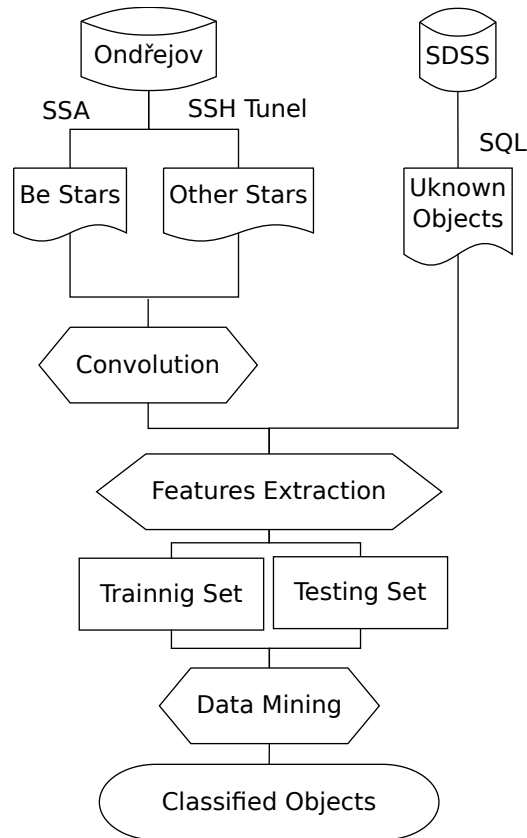 Ondřejov
SDSS
SSA
SSH Tunel
SQL
Be Stars
Other Stars
Uknown
Objects
Convolution
Features Extraction
Trainnig Set
Testing Set
Data Mining
Classified Objects